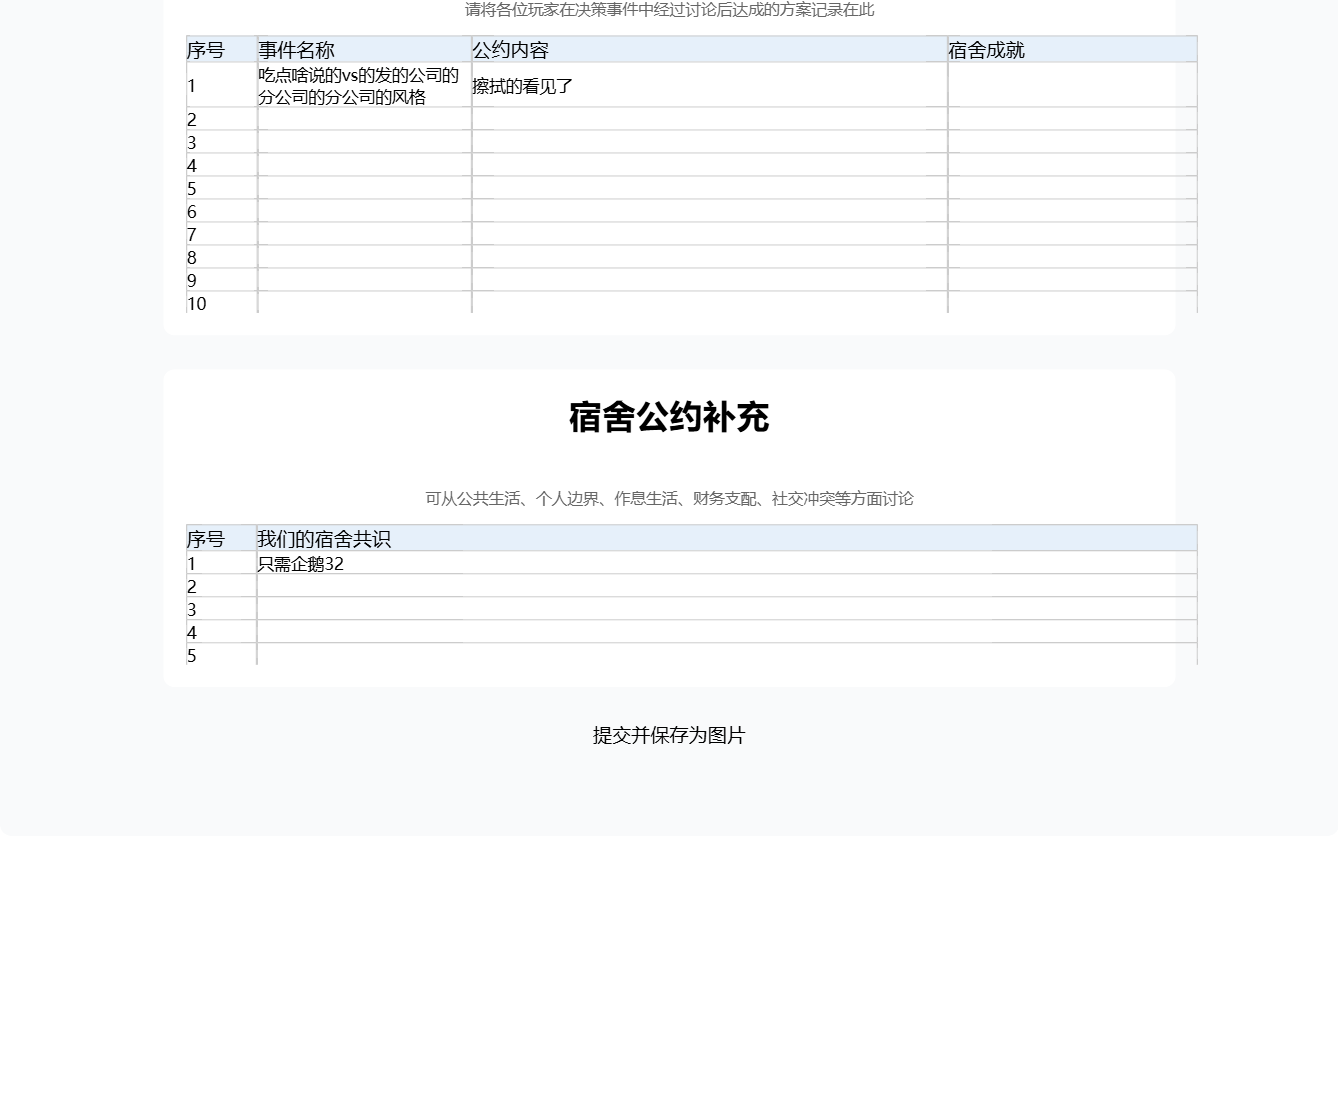 请将各位玩家在决策事件中经过讨论后达成的方案记录在此
序号 事件名称 公约内容 宿舍成就
1 吃点啥说的vs的发的公司的 擦拭的看见了
分公司的分公司的风格
2
3
4
5
6
7
8
9
10
宿舍公约补充
可从公共生活、个人边界、作息生活、财务支配、社交冲突等方面讨论
序号 我们的宿舍共识
1 只需企鹅32
2
3
4
5
提交并保存为图片